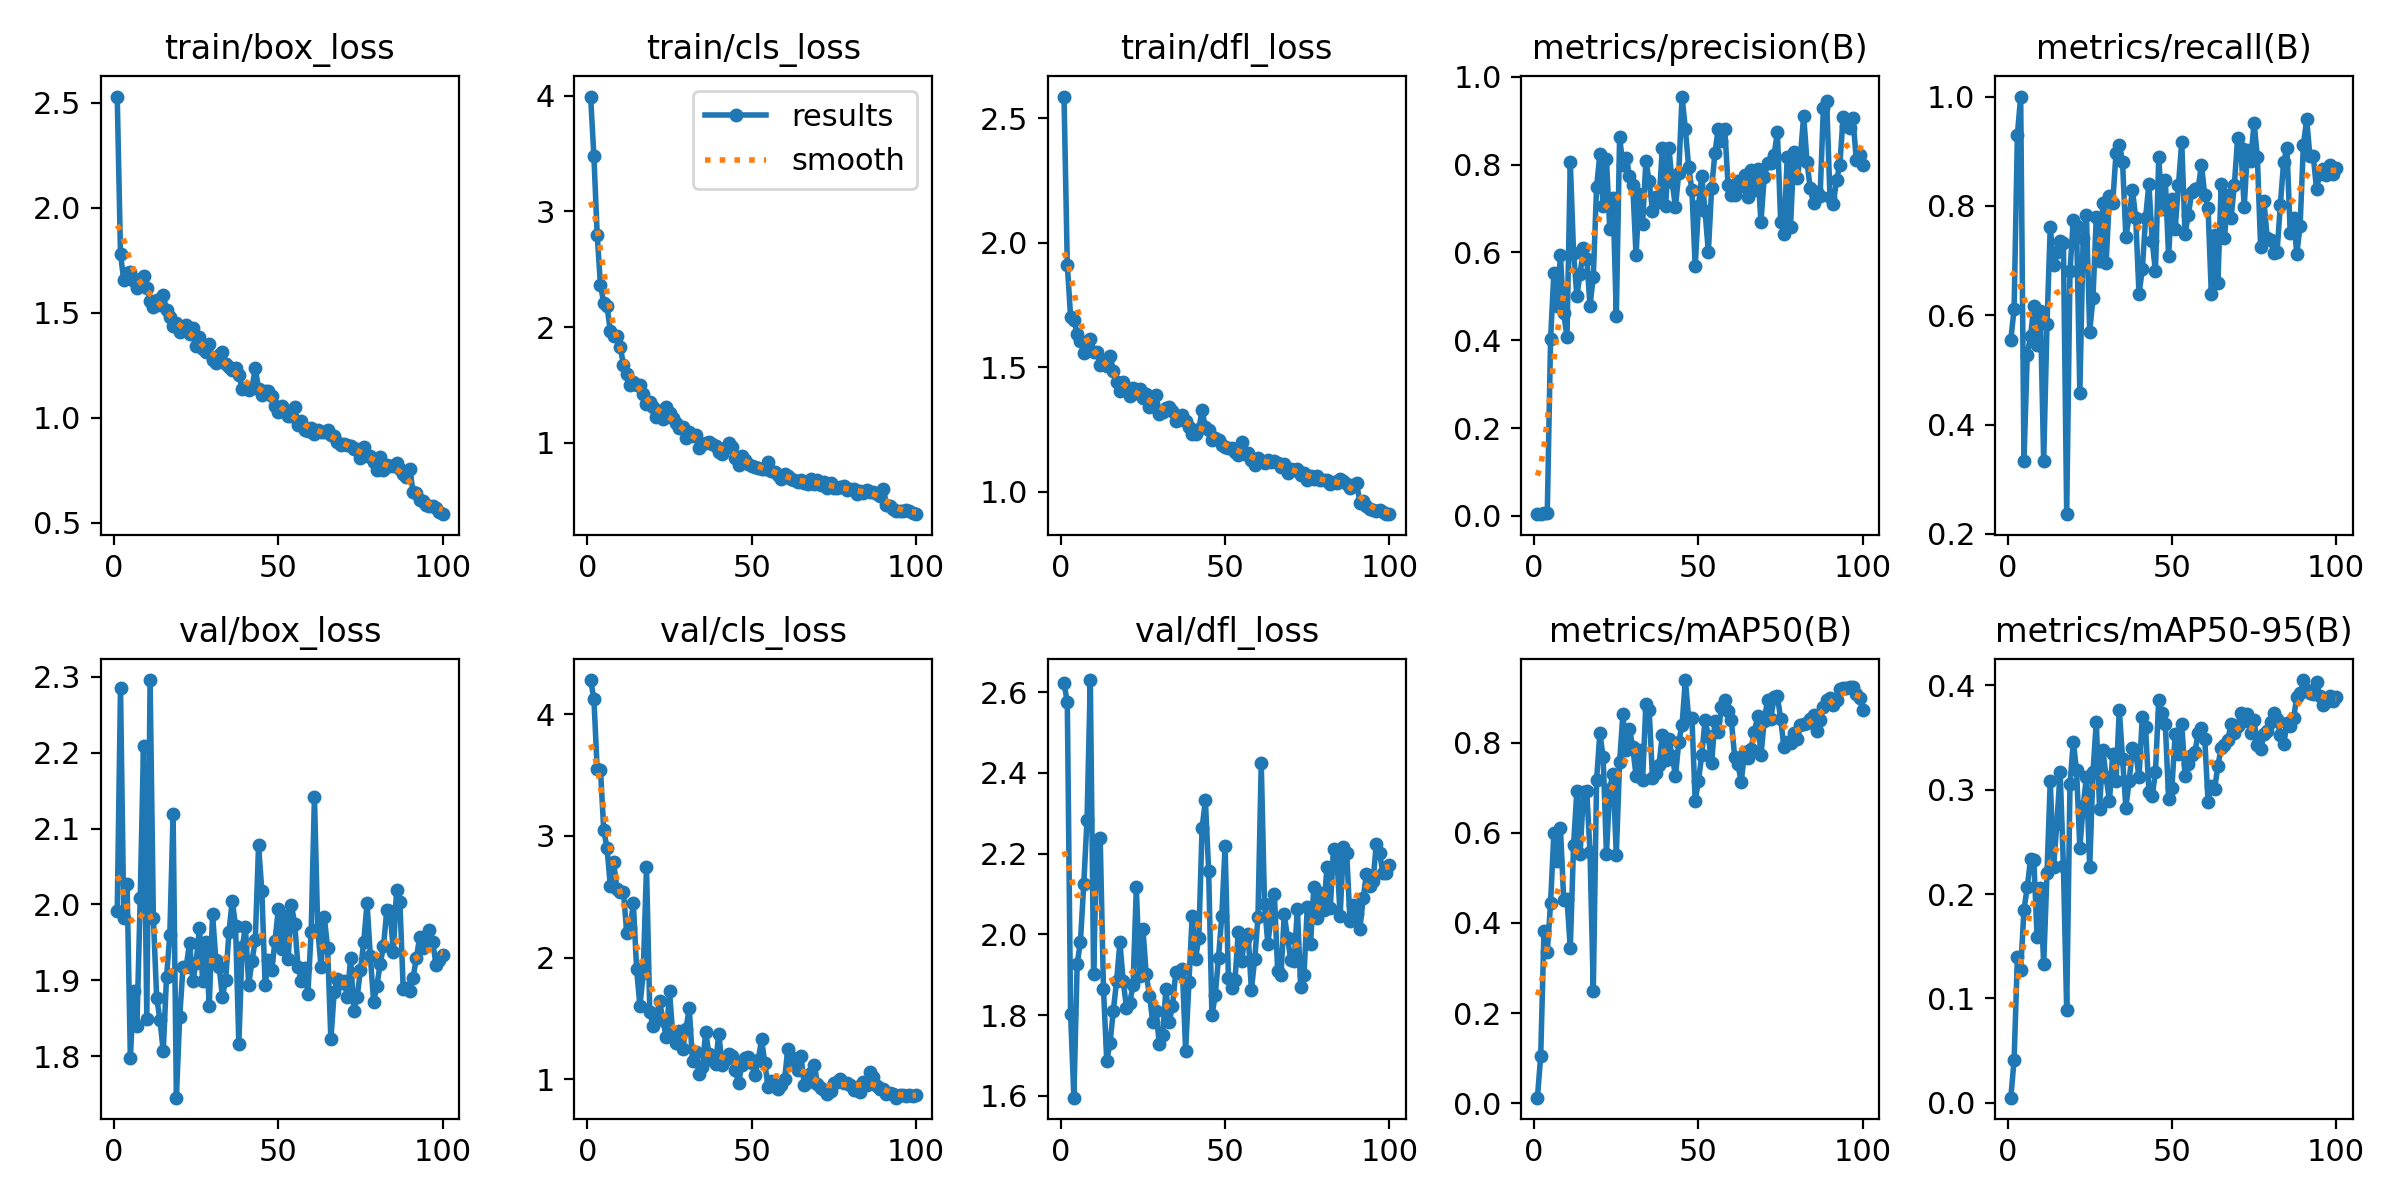 train/box_loss
2.5
2.0
1.5
1.0
0.5
0 50 100
train/cls_loss
results
smooth
4
3
2
1
0 50 100
train/dfl_loss
2.5
2.0
1.5
1.0
0 50 100
metrics/precision(B)
1.0
0.8
0.6
0.4
0.2
0.0
0 50 100
metrics/recall(B)
1.0
0.8
0.6
0.4
0.2
0 50 100
val/box_loss
2.3
2.2
2.1
2.0
1.9
1.8
0 50 100
val/cls_loss
4
3
2
1
0 50 100
val/dfl_loss
2.6
2.4
2.2
2.0
1.8
1.6
0 50 100
metrics/mAP50(B)
0.8
0.6
0.4
0.2
0.0
0 50 100
metrics/mAP50-95(B)
0.4
0.3
0.2
0.1
0.0
0 50 100